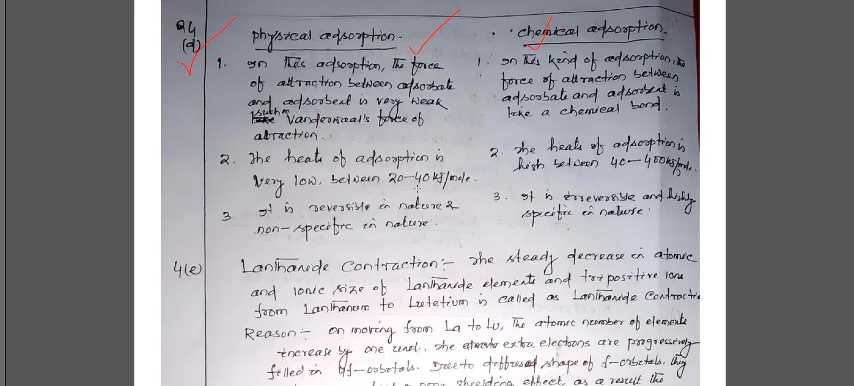 Q4
(d)
physical adsorption -
chemical adsorption.
1. In this adsorption, the force
of attraction between adsorbate
and adsorbent is very weak
such as Vanderwaal's force of
attraction.
1. In this kind of adsorption, the
force of attraction between
adsorbate and adsorbent is
like a chemical bond.
2. The heats of adsorption is
very low, between 20-40 kJ/mole.
2. The heats of adsorption is
high between 40-400 kJ/mole.
3. It is reversible in nature &
non-specific in nature.
3. It is irreversible and highly
specific in nature.
4(e) Lanthanide contraction:- The steady decrease in atomic
and ionic size of Lanthanide elements and tripositive ions
from Lanthanum to Lutetium is called as Lanthanide contractio
Reason:- On moving from La to Lu, the atomic number of elements
increase by one unit. The extra electrons are progressively
filled in 4f-orbitals. Due to diffused shape of f-orbitals, they
poor shielding effect, as a result the